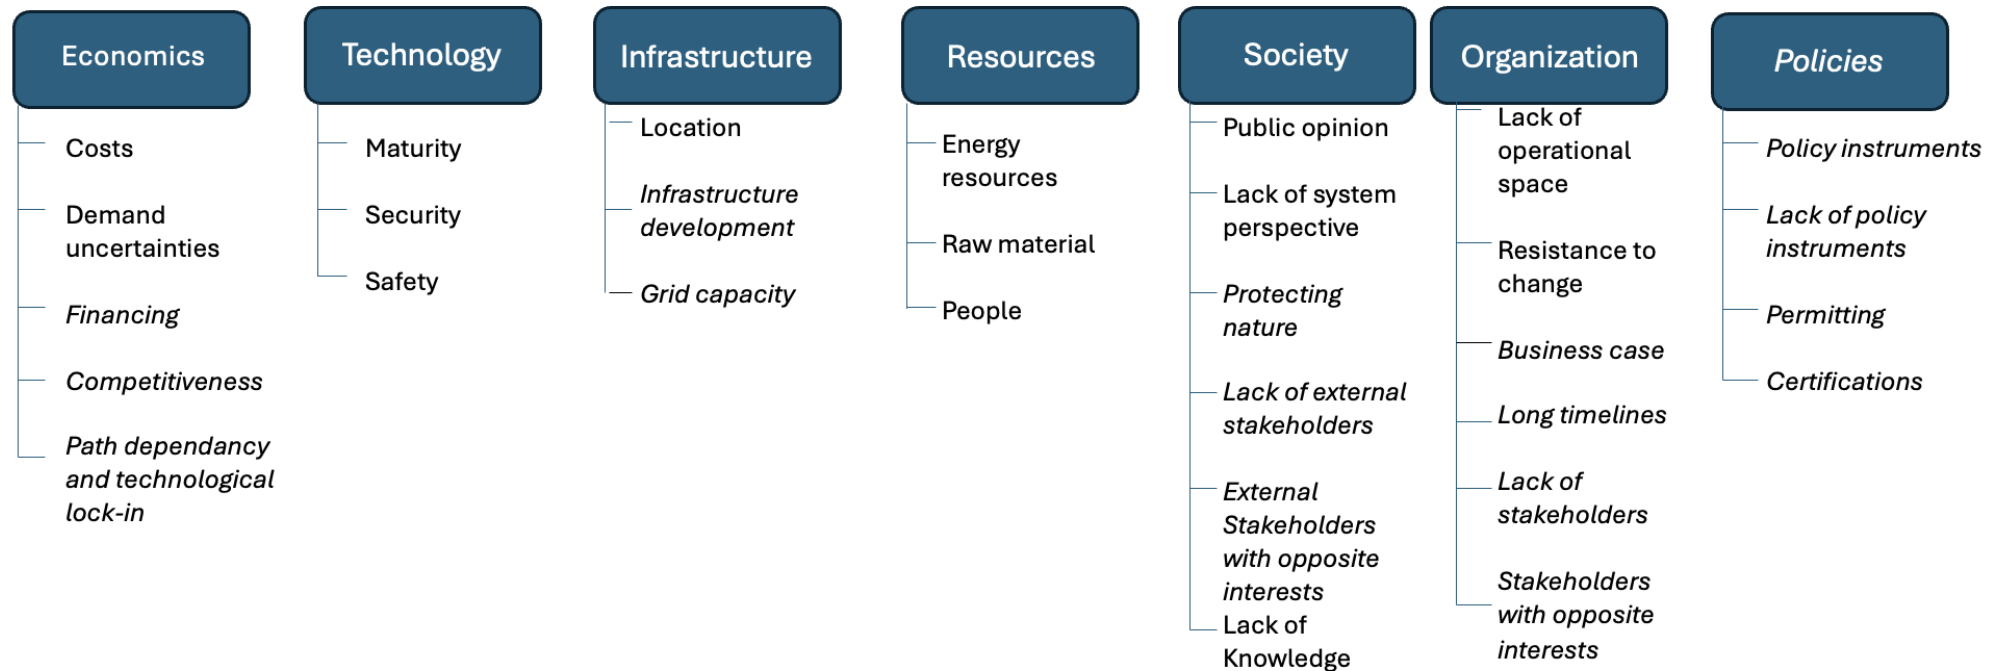 Economics
Costs
Demand
uncertainties
Financing
Competitiveness
Path dependancy
and technological
lock-in
Technology
Maturity
Security
Safety
Infrastructure
Location
Infrastructure
development
Grid capacity
Resources
Energy
resources
Raw material
People
Society
Public opinion
Lack of system
perspective
Protecting
nature
Lack of external
stakeholders
External
Stakeholders
with opposite
interests
Lack of
Knowledge
Organization
Lack of
operational
space
Resistance to
change
Business case
Long timelines
Lack of
stakeholders
Stakeholders
with opposite
interests
Policies
Policy instruments
Lack of policy
instruments
Permitting
Certifications